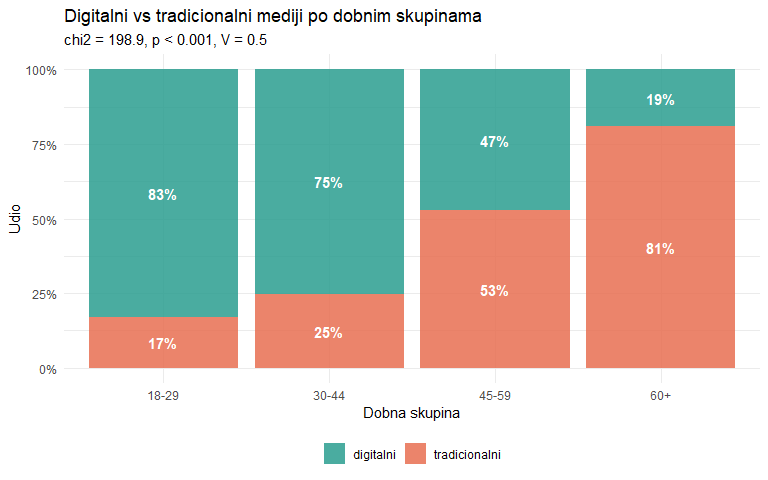 Digitalni vs tradicionalni mediji po dobnim skupinama
chi2 = 198.9, p < 0.001, V = 0.5
100%
75%
50%
25%
0%
Udio
83%
17%
75%
25%
47%
53%
19%
81%
18-29 30-44 45-59 60+
Dobna skupina
digitalni tradicionalni